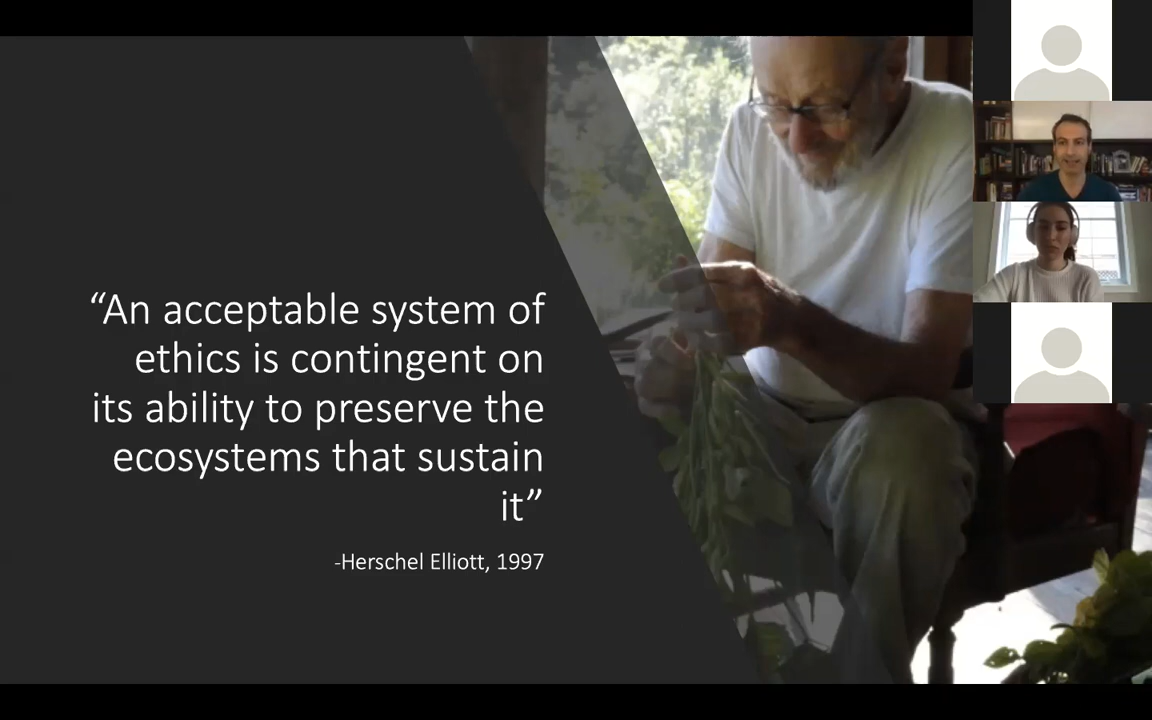 “An acceptable system of
ethics is contingent on
its ability to preserve the
ecosystems that sustain
it”
-Herschel Elliott, 1997